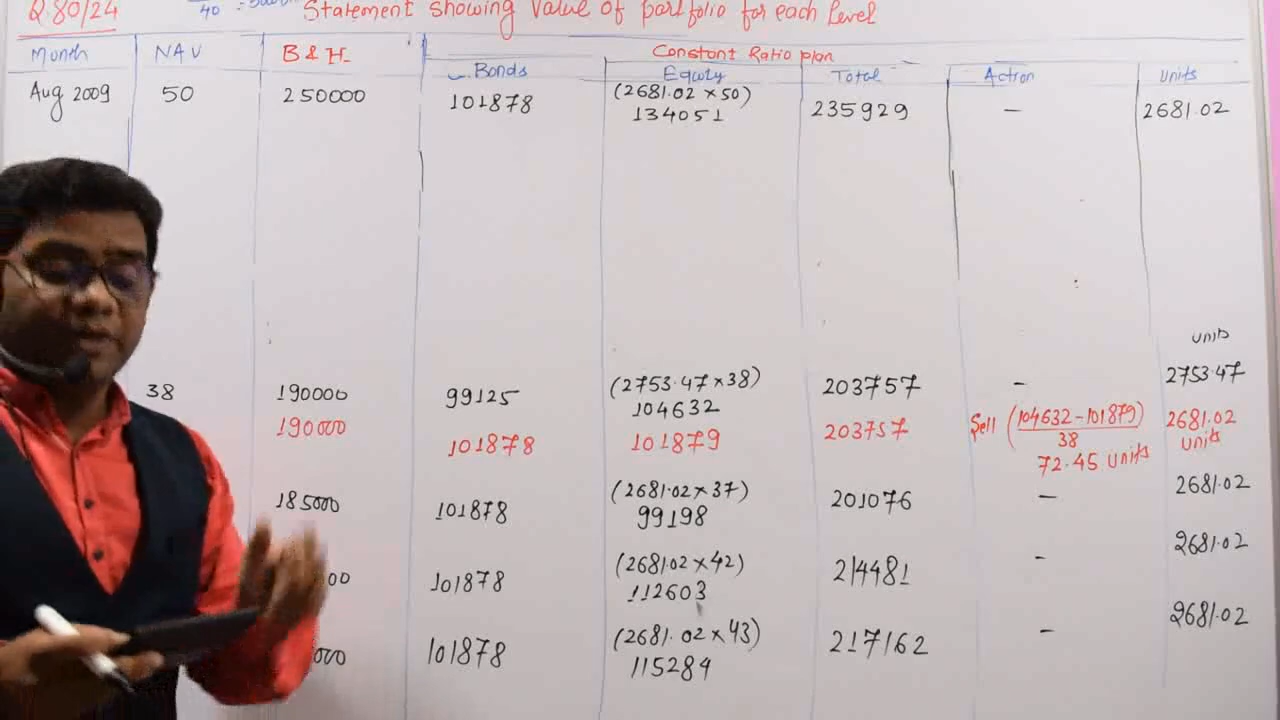 Q.80/24
40
Statement showing Value of portfolio for each level
Month NAV B & H Constant Ratio plan
Bonds Equity Total Action Units
Aug 2009 50 250000 101878 (2681.02 × 50) 235929 — 2681.02
134051
units
38 190000 99125 (2753.47 × 38) 203757 — 2753.47
104632
190000 101878 101879 203757 Sell (104632 - 101879) 2681.02
38 units
72.45 units
185000 101878 (2681.02 × 37) 201076 — 2681.02
99198
101878 (2681.02 × 42) 214481 - 2681.02
112603
101878 (2681.02 × 43) 217162 — 2681.02
115284